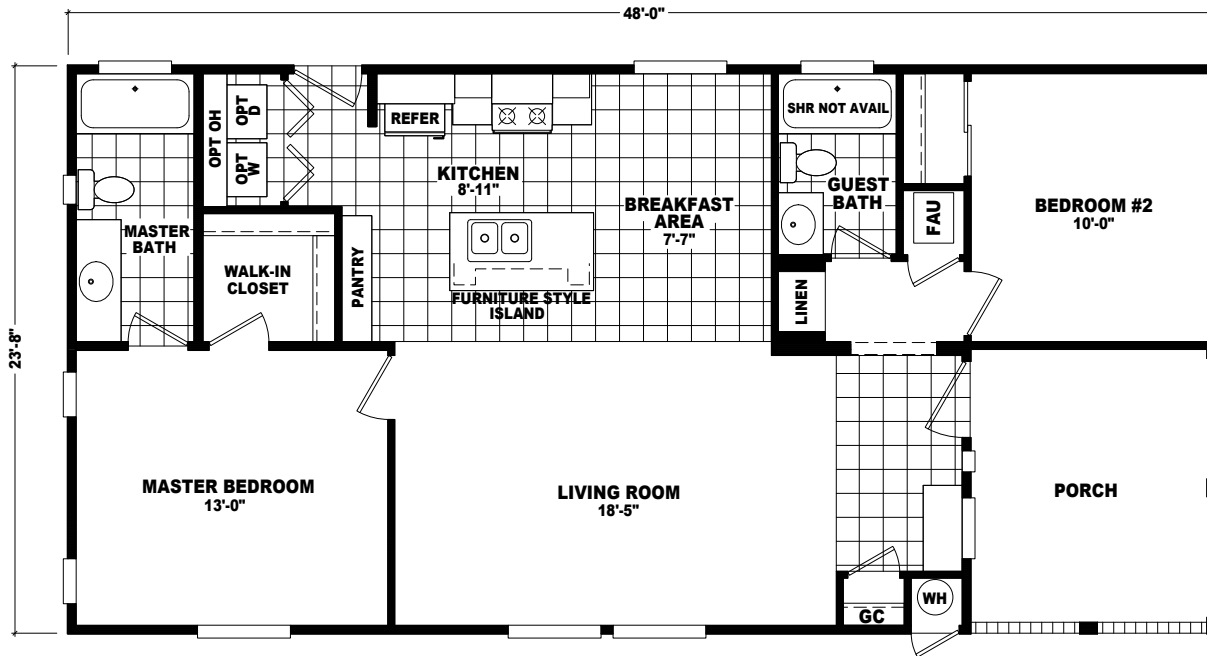 48'-0"
23'-8"
OPT OH
OPT
D
OPT
W
REFER
SHR NOT AVAIL
KITCHEN
8'-11"
BREAKFAST
AREA
7'-7"
GUEST
BATH
FAU
BEDROOM #2
10'-0"
MASTER
BATH
WALK-IN
CLOSET
PANTRY
FURNITURE STYLE
ISLAND
LINEN
MASTER BEDROOM
13'-0"
LIVING ROOM
18'-5"
PORCH
GC
WH